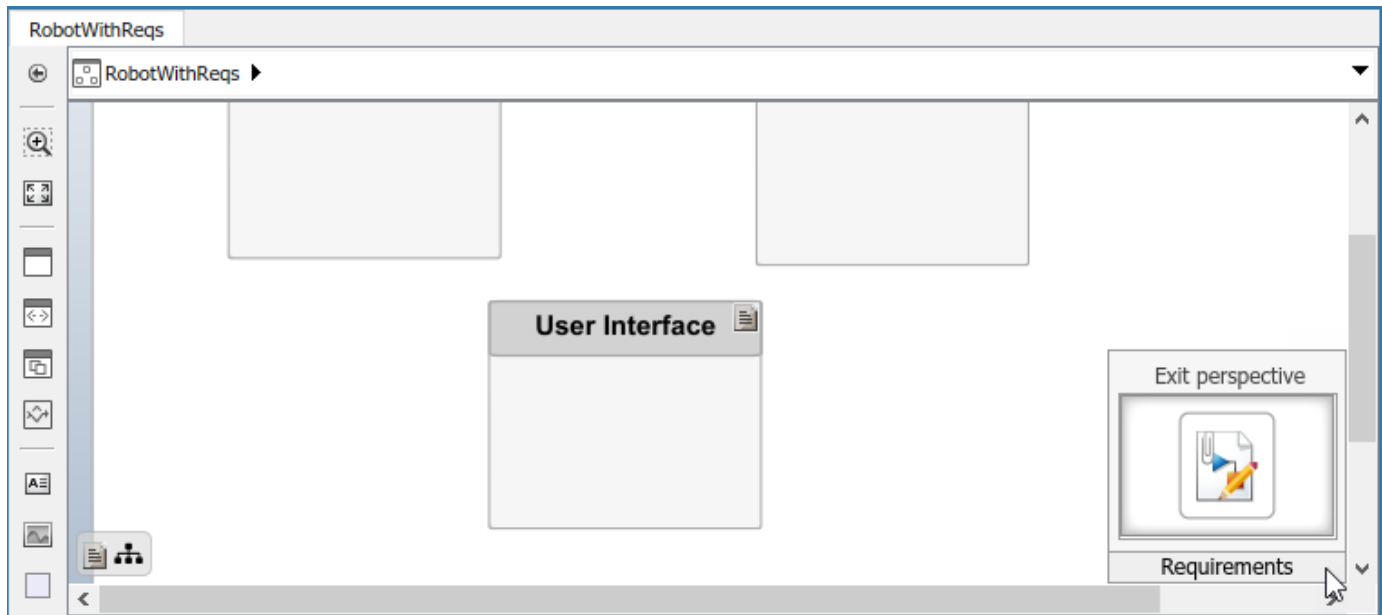 RobotWithReqs
RobotWithReqs
User Interface
Exit perspective
Requirements